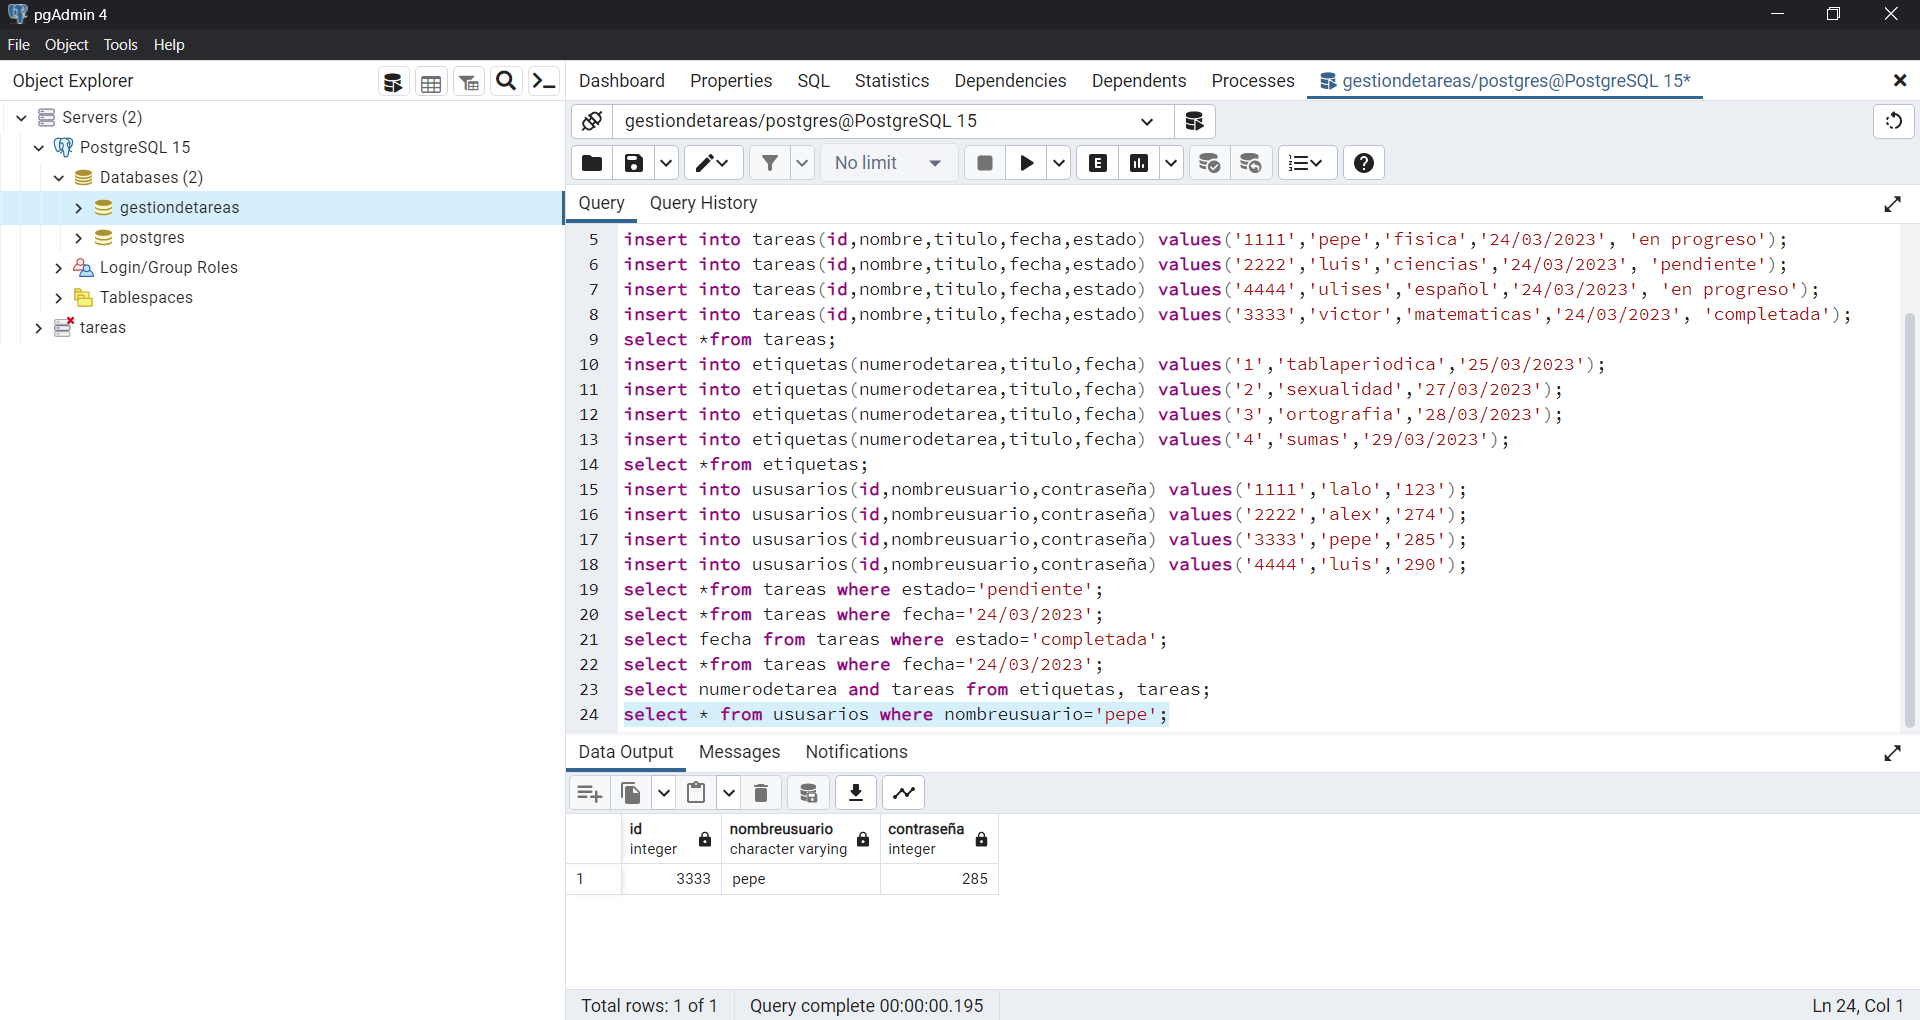 pgAdmin 4
File Object Tools Help
Object Explorer
Servers (2)
PostgreSQL 15
Databases (2)
gestiondetareas
postgres
Login/Group Roles
Tablespaces
tareas
Dashboard Properties SQL Statistics Dependencies Dependents Processes gestiondetareas/postgres@PostgreSQL 15*
gestiondetareas/postgres@PostgreSQL 15
No limit
Query Query History
5 insert into tareas(id,nombre,titulo,fecha,estado) values('1111','pepe','fisica','24/03/2023', 'en progreso');
6 insert into tareas(id,nombre,titulo,fecha,estado) values('2222','luis','ciencias','24/03/2023', 'pendiente');
7 insert into tareas(id,nombre,titulo,fecha,estado) values('4444','ulises','español','24/03/2023', 'en progreso');
8 insert into tareas(id,nombre,titulo,fecha,estado) values('3333','victor','matematicas','24/03/2023', 'completada');
9 select *from tareas;
10 insert into etiquetas(numerodetarea,titulo,fecha) values('1','tablaperiodica','25/03/2023');
11 insert into etiquetas(numerodetarea,titulo,fecha) values('2','sexualidad','27/03/2023');
12 insert into etiquetas(numerodetarea,titulo,fecha) values('3','ortografia','28/03/2023');
13 insert into etiquetas(numerodetarea,titulo,fecha) values('4','sumas','29/03/2023');
14 select *from etiquetas;
15 insert into ususarios(id,nombreusuario,contraseña) values('1111','lalo','123');
16 insert into ususarios(id,nombreusuario,contraseña) values('2222','alex','274');
17 insert into ususarios(id,nombreusuario,contraseña) values('3333','pepe','285');
18 insert into ususarios(id,nombreusuario,contraseña) values('4444','luis','290');
19 select *from tareas where estado='pendiente';
20 select *from tareas where fecha='24/03/2023';
21 select fecha from tareas where estado='completada';
22 select *from tareas where fecha='24/03/2023';
23 select numerodetarea and tareas from etiquetas, tareas;
24 select * from ususarios where nombreusuario='pepe';
Data Output Messages Notifications
id nombreusuario contraseña
integer character varying integer
1 3333 pepe 285
Total rows: 1 of 1 Query complete 00:00:00.195 Ln 24, Col 1